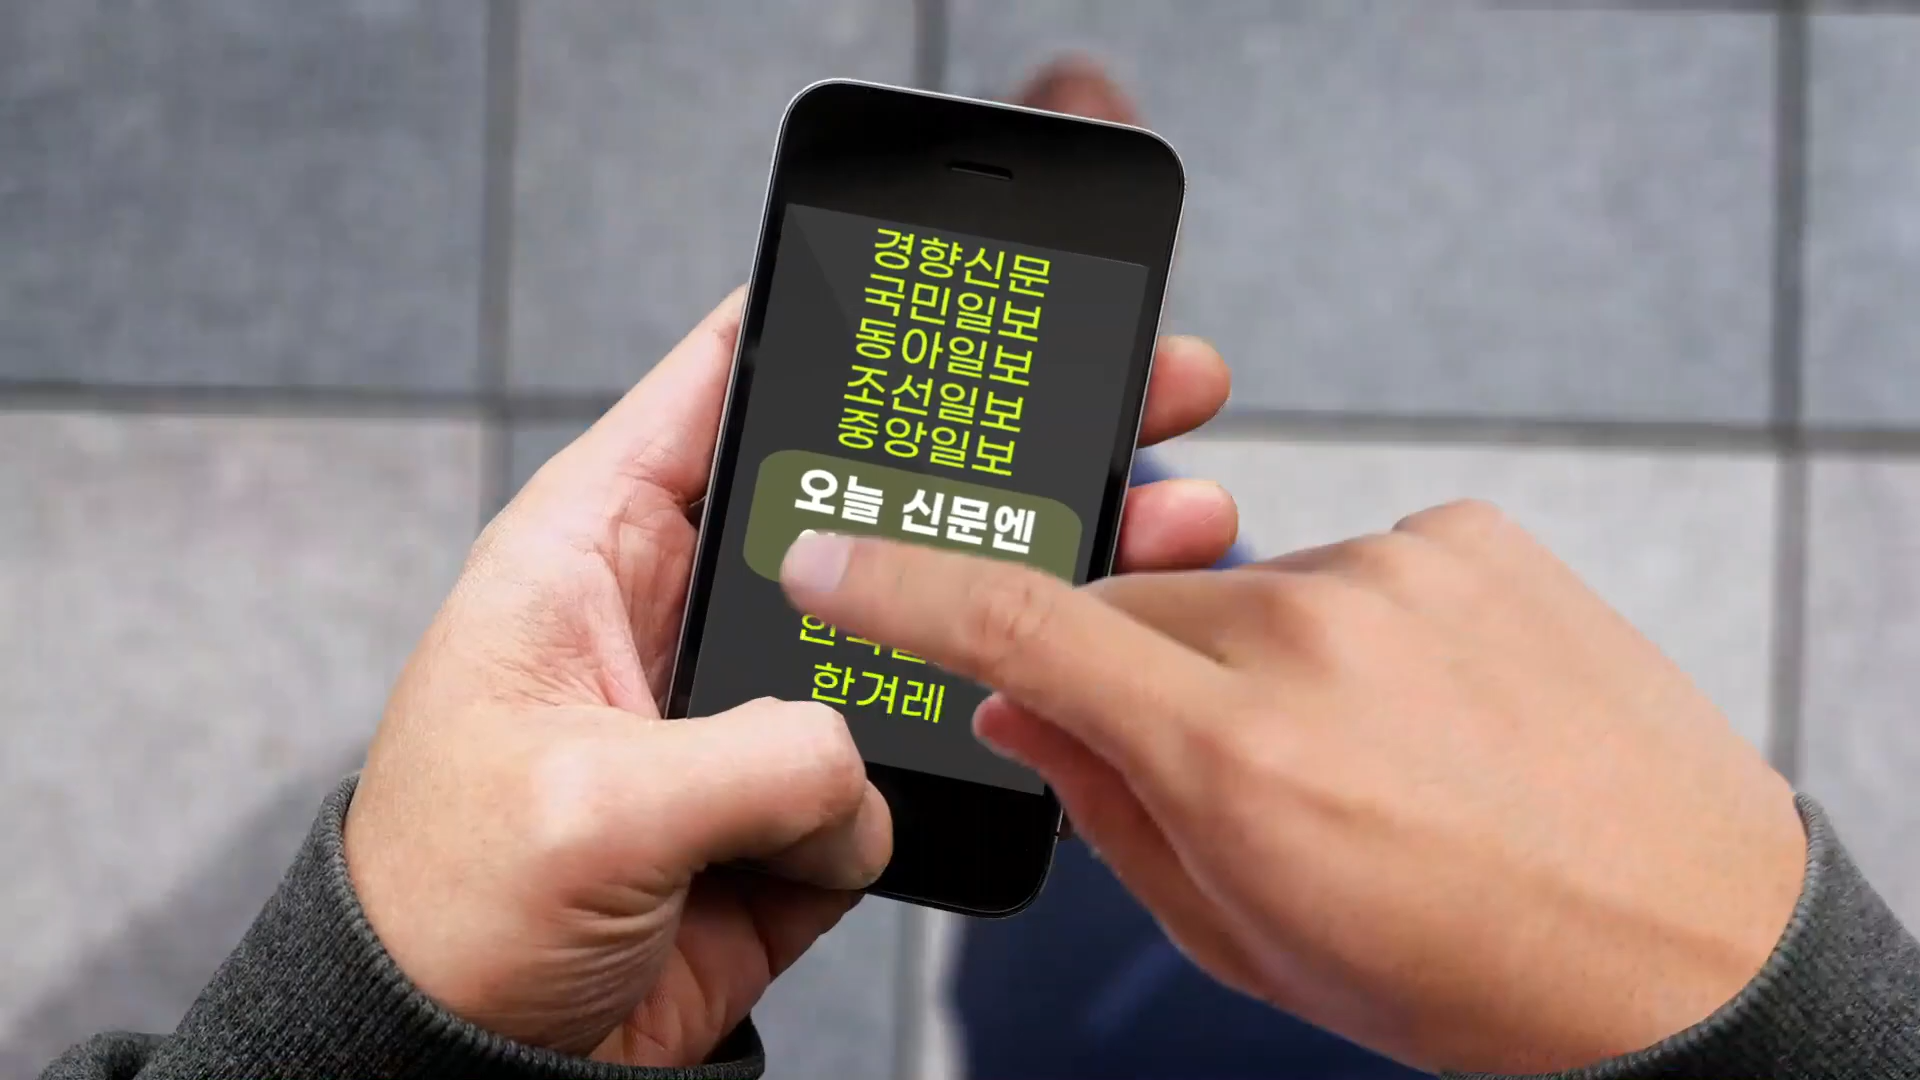 경향신문
국민일보
동아일보
조선일보
중앙일보
오늘 신문엔
한겨레